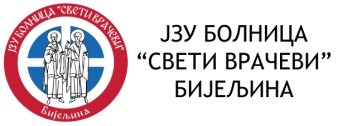 ЈЗУ БОЛНИЦА "СВЕТИ ВРАЧЕВИ"
Бијељина
ЈЗУ БОЛНИЦА
“СВЕТИ ВРАЧЕВИ”
БИЈЕЉИНА